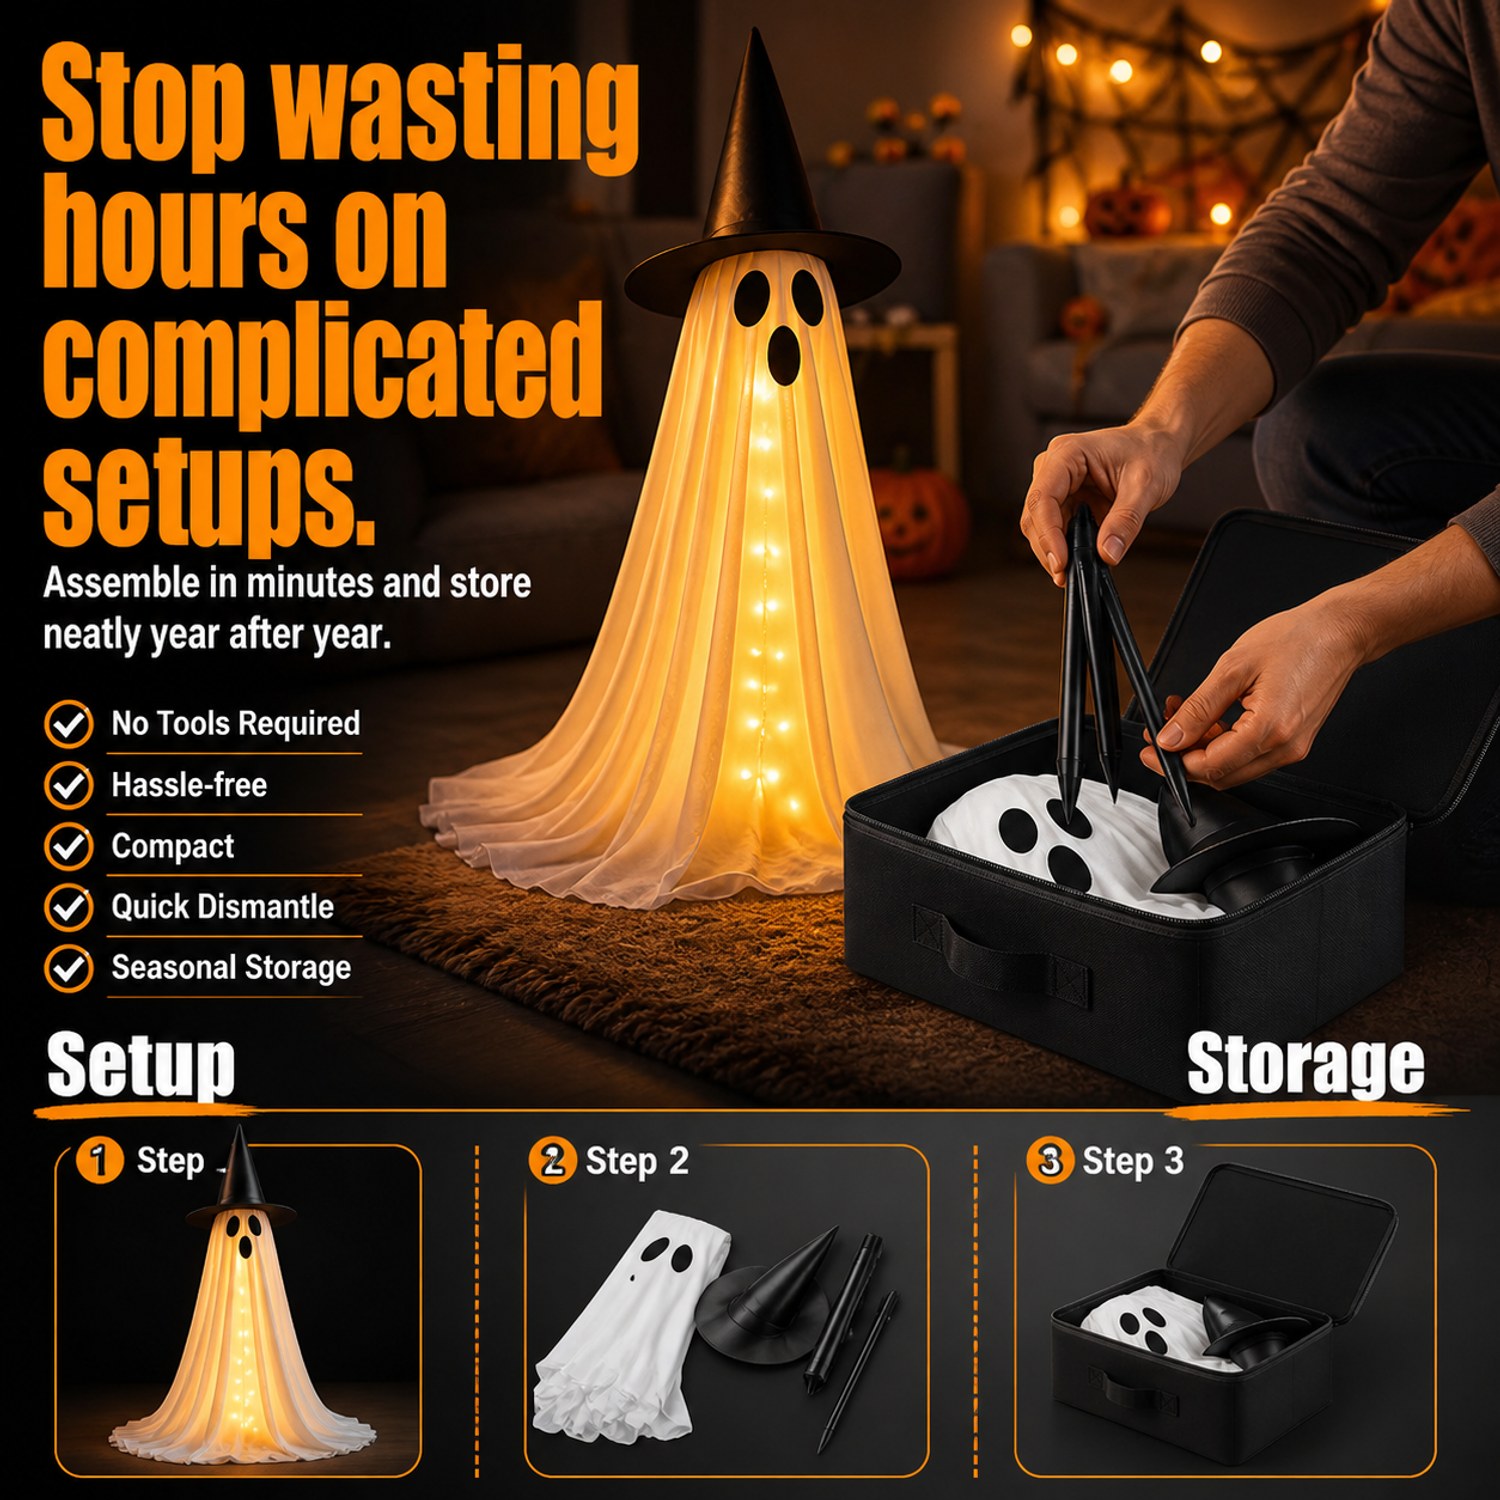 Stop wasting
hours on
complicated
setups.
Assemble in minutes and store
neatly year after year.
No Tools Required
Hassle-free
Compact
Quick Dismantle
Seasonal Storage
Setup
Storage
1 Step
2 Step 2
3 Step 3